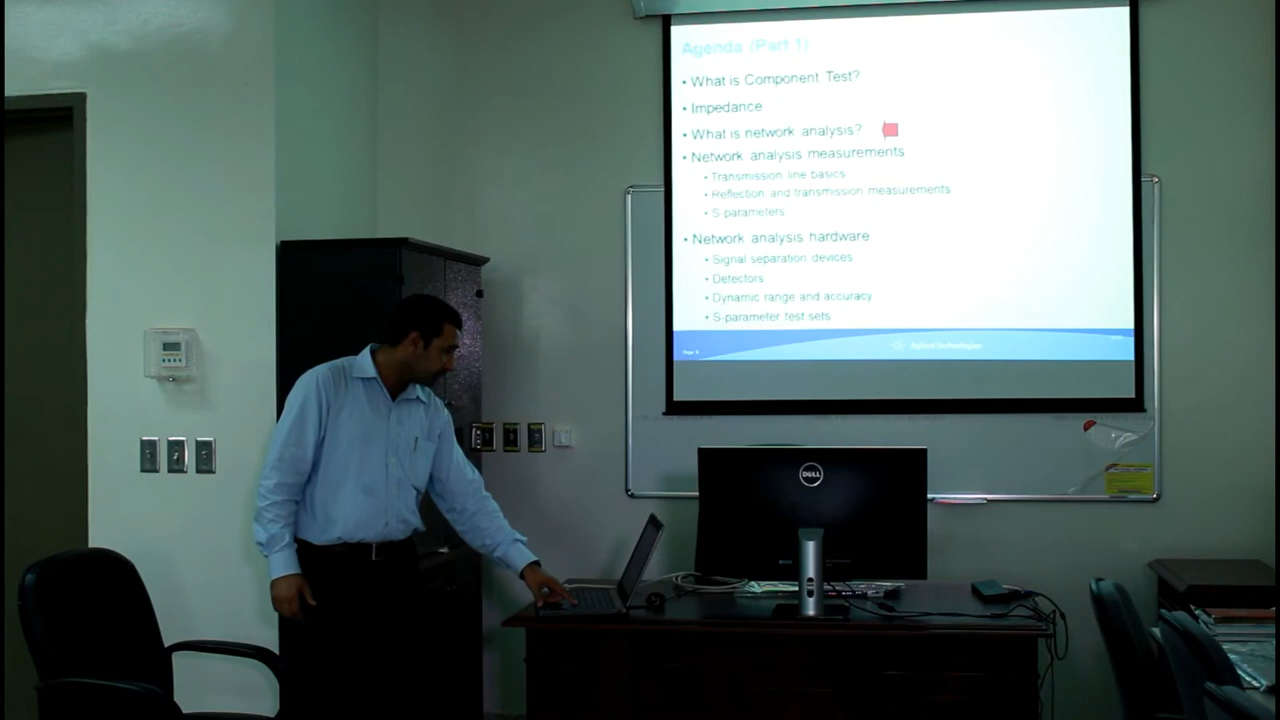 Agenda (Part 1)
• What is Component Test?
• Impedance
• What is network analysis?
• Network analysis measurements
• Transmission line basics
• Reflection and transmission measurements
• S-parameters
• Network analysis hardware
• Signal separation devices
• Detectors
• Dynamic range and accuracy
• S-parameter test sets
Agilent Technologies
DELL